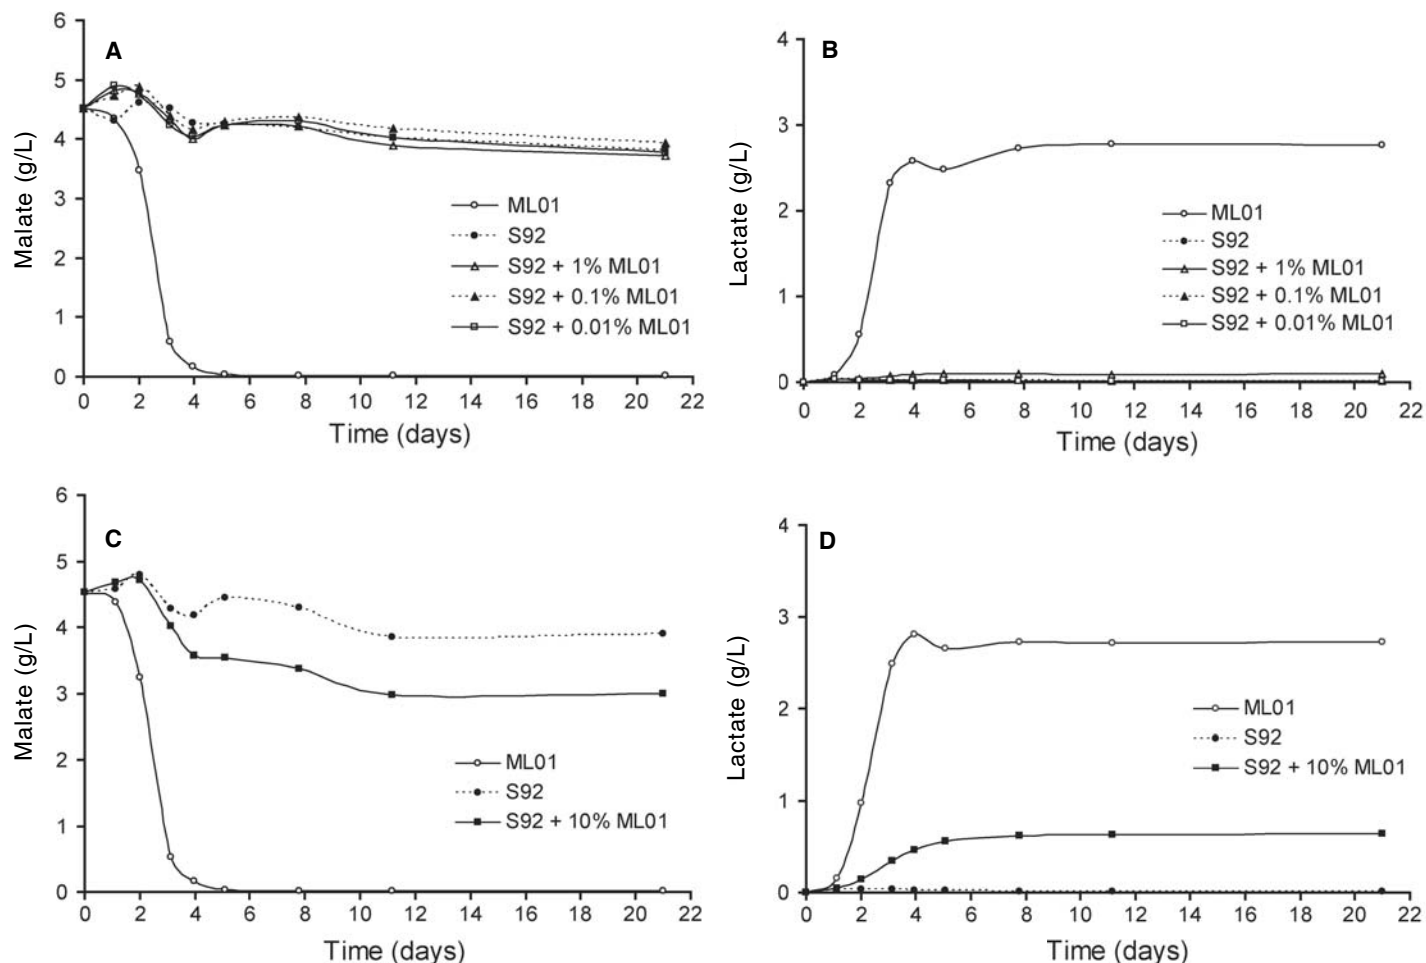 A
Malate (g/L)
6
5
4
3
2
1
0
0 2 4 6 8 10 12 14 16 18 20 22
Time (days)
ML01
S92
S92 + 1% ML01
S92 + 0.1% ML01
S92 + 0.01% ML01
B
Lactate (g/L)
4
3
2
1
0
0 2 4 6 8 10 12 14 16 18 20 22
Time (days)
ML01
S92
S92 + 1% ML01
S92 + 0.1% ML01
S92 + 0.01% ML01
C
Malate (g/L)
6
5
4
3
2
1
0
0 2 4 6 8 10 12 14 16 18 20 22
Time (days)
ML01
S92
S92 + 10% ML01
D
Lactate (g/L)
4
3
2
1
0
0 2 4 6 8 10 12 14 16 18 20 22
Time (days)
ML01
S92
S92 + 10% ML01